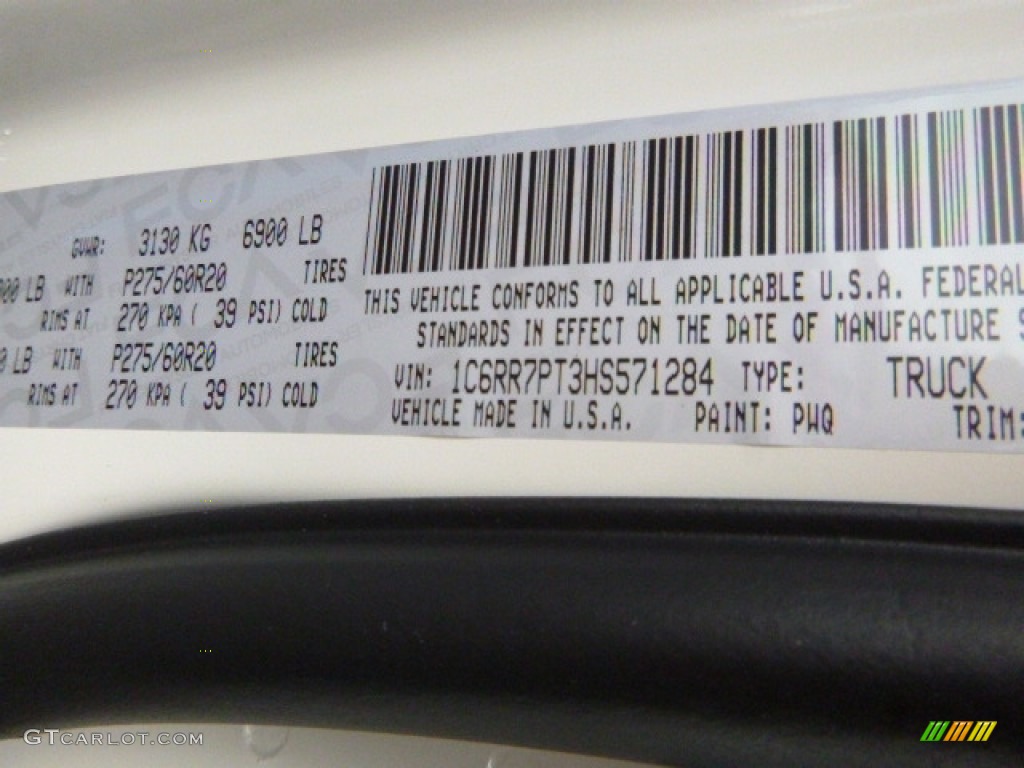 GVWR: 3130 KG 6900 LB
00 LB WITH P275/60R20 TIRES
RIMS AT 270 KPA ( 39 PSI) COLD
0 LB WITH P275/60R20 TIRES
RIMS AT 270 KPA ( 39 PSI) COLD
THIS VEHICLE CONFORMS TO ALL APPLICABLE U.S.A. FEDERAL
STANDARDS IN EFFECT ON THE DATE OF MANUFACTURE S
VIN: 1C6RR7PT3HS571284 TYPE: TRUCK
VEHICLE MADE IN U.S.A. PAINT: PWQ TRIM:
GTCARLOT.COM